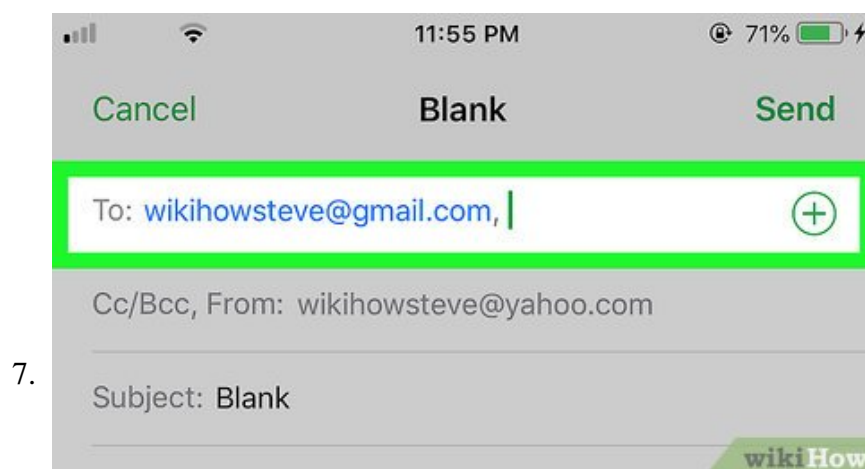 11:55 PM 71%
Cancel Blank Send
To: wikihowsteve@gmail.com,
Cc/Bcc, From: wikihowsteve@yahoo.com
7.
Subject: Blank
wikiHow